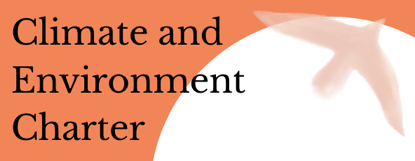 Climate and
Environment
Charter